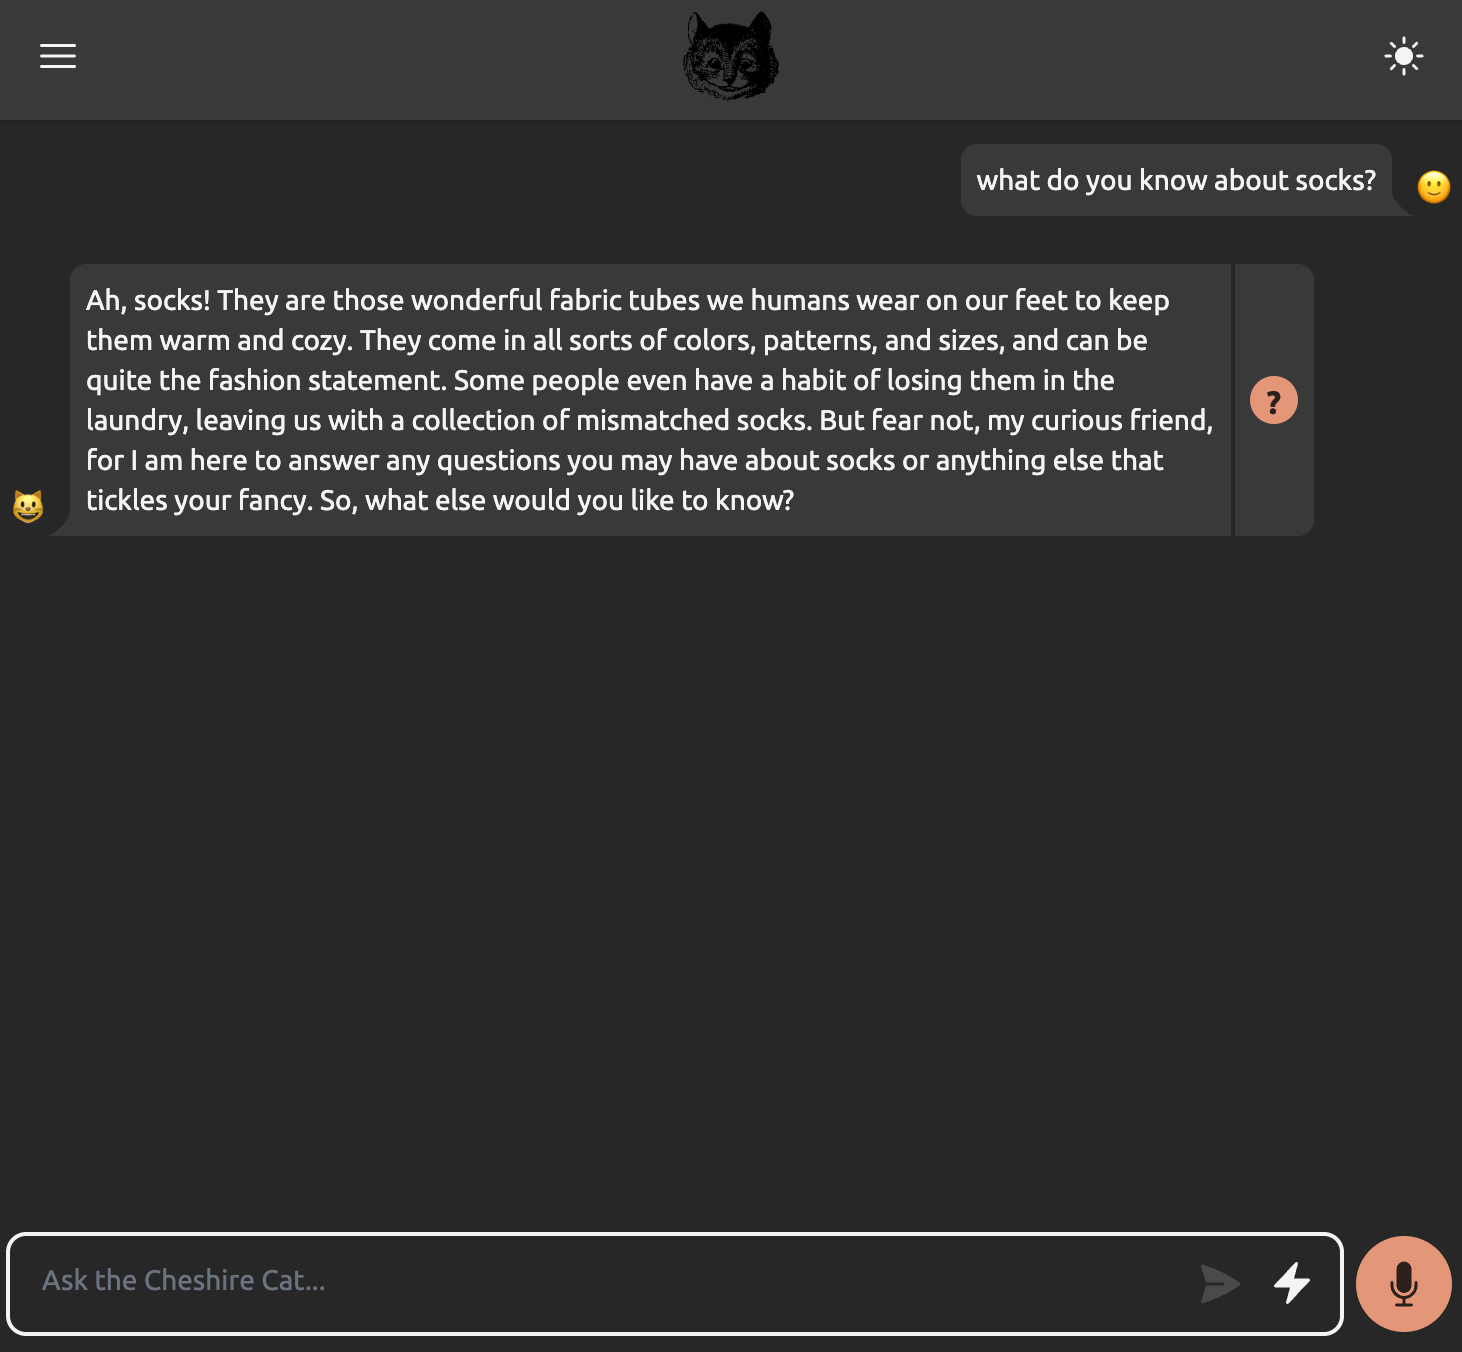 what do you know about socks?
Ah, socks! They are those wonderful fabric tubes we humans wear on our feet to keep
them warm and cozy. They come in all sorts of colors, patterns, and sizes, and can be
quite the fashion statement. Some people even have a habit of losing them in the
laundry, leaving us with a collection of mismatched socks. But fear not, my curious friend,
for I am here to answer any questions you may have about socks or anything else that
tickles your fancy. So, what else would you like to know?
?
Ask the Cheshire Cat...